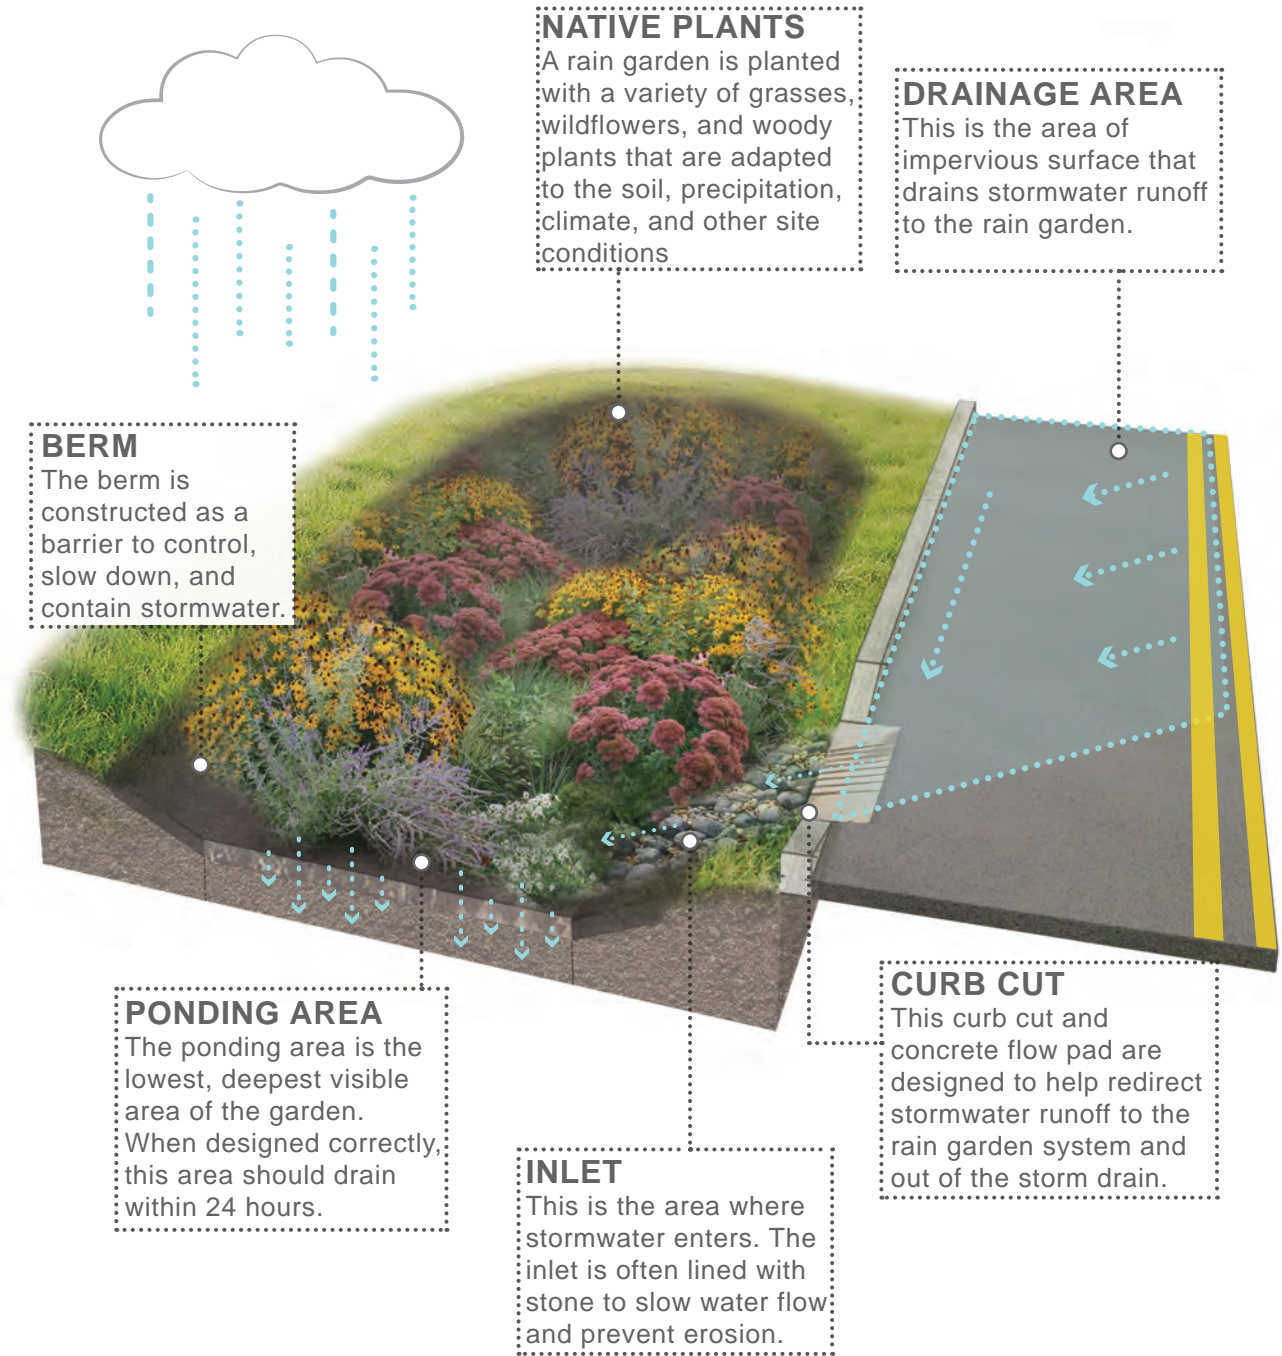 NATIVE PLANTS
A rain garden is planted
with a variety of grasses,
wildflowers, and woody
plants that are adapted
to the soil, precipitation,
climate, and other site
conditions
DRAINAGE AREA
This is the area of
impervious surface that
drains stormwater runoff
to the rain garden.
BERM
The berm is
constructed as a
barrier to control,
slow down, and
contain stormwater.
PONDING AREA
The ponding area is the
lowest, deepest visible
area of the garden.
When designed correctly,
this area should drain
within 24 hours.
INLET
This is the area where
stormwater enters. The
inlet is often lined with
stone to slow water flow
and prevent erosion.
CURB CUT
This curb cut and
concrete flow pad are
designed to help redirect
stormwater runoff to the
rain garden system and
out of the storm drain.